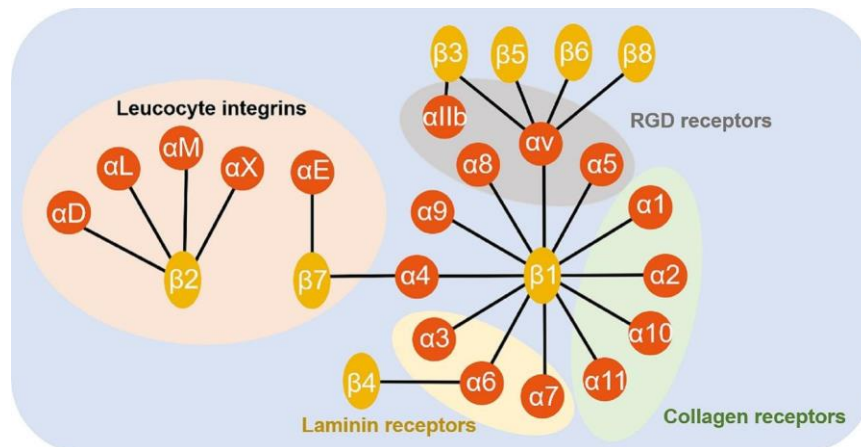 β3
β5
β6
β8
Leucocyte integrins
αIIb
RGD receptors
αv
αM
αL
αX
αE
α8
α5
αD
α9
α1
β2
β7
α4
β1
α2
α3
α10
β4
α6
α7
α11
Laminin receptors
Collagen receptors